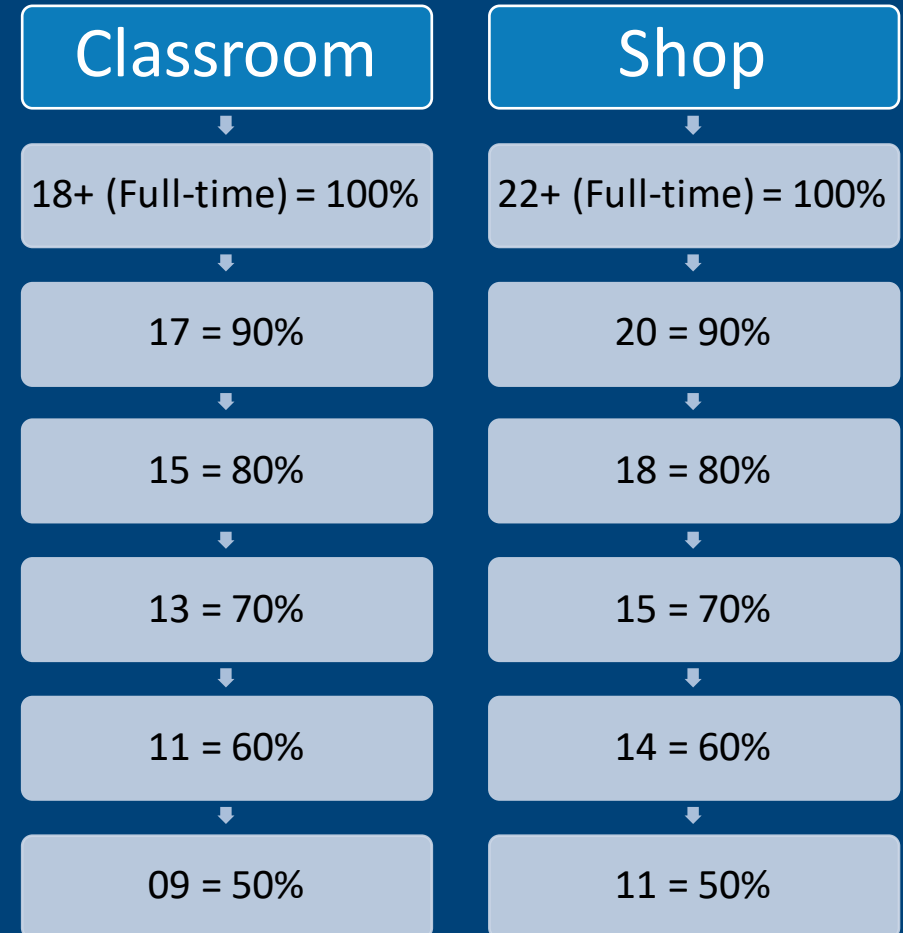 Classroom
18+ (Full-time) = 100%
17 = 90%
15 = 80%
13 = 70%
11 = 60%
09 = 50%
Shop
22+ (Full-time) = 100%
20 = 90%
18 = 80%
15 = 70%
14 = 60%
11 = 50%